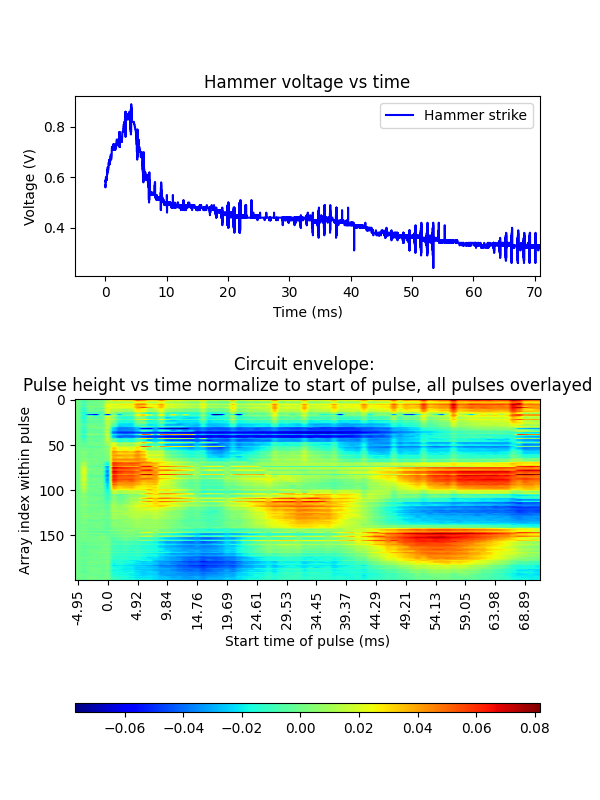 Hammer voltage vs time
Hammer strike
Voltage (V)
0.8
0.6
0.4
0 10 20 30 40 50 60 70
Time (ms)
Circuit envelope:
Pulse height vs time normalize to start of pulse, all pulses overlayed
Array index within pulse
0
50
100
150
-4.95 0.0 4.92 9.84 14.76 19.69 24.61 29.53 34.45 39.37 44.29 49.21 54.13 59.05 63.98 68.89
Start time of pulse (ms)
−0.06 −0.04 −0.02 0.00 0.02 0.04 0.06 0.08